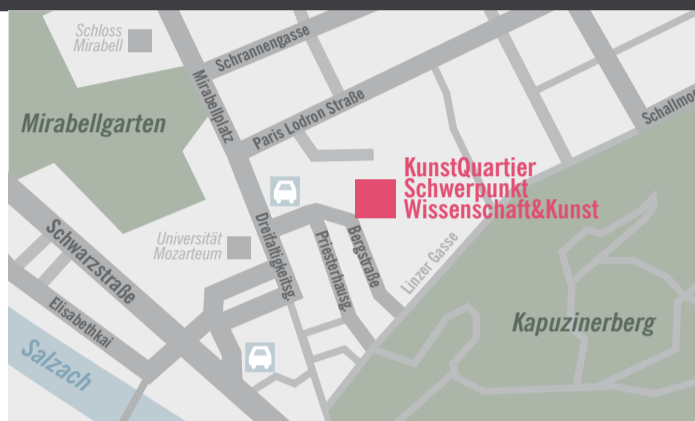 Schloss
Mirabell
Schrannengasse
Mirabellplatz
Paris Lodron Straße
Mirabellgarten
KunstQuartier
Schwerpunkt
Wissenschaft&Kunst
Universität
Mozarteum
Dreifaltigkeitsg.
Priesterhausg.
Bergstraße
Linzer Gasse
Schwarzstraße
Elisabethkai
Salzach
Kapuzinerberg